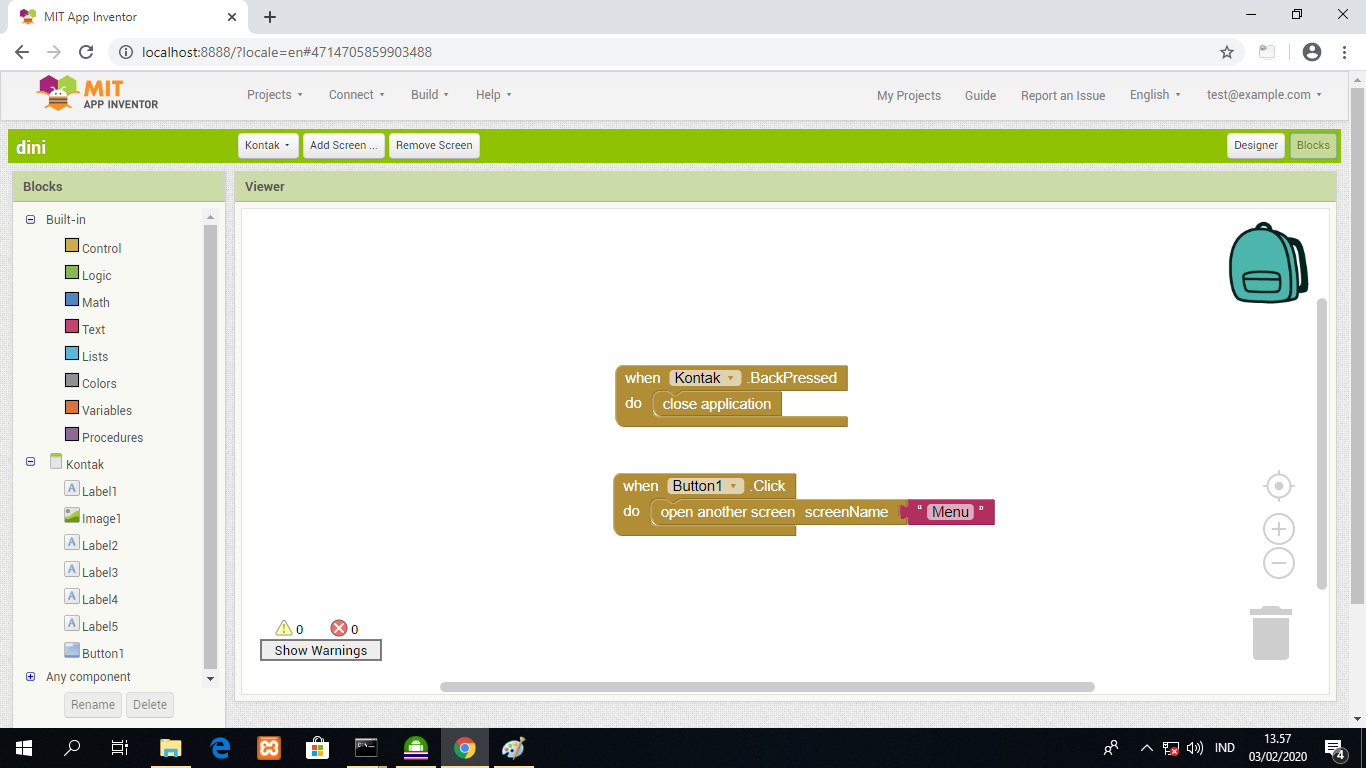 MIT App Inventor
localhost:8888/?locale=en#4714705859903488
MIT
APP INVENTOR
Projects Connect Build Help My Projects Guide Report an Issue English test@example.com
dini Kontak Add Screen ... Remove Screen Designer Blocks
Blocks
Viewer
Built-in
Control
Logic
Math
Text
Lists
Colors
Variables
Procedures
Kontak
Label1
Image1
Label2
Label3
Label4
Label5
Button1
Any component
Rename Delete
when Kontak .BackPressed
do close application
when Button1 .Click
do open another screen screenName " Menu "
0 0
Show Warnings
IND
13.57
03/02/2020
4